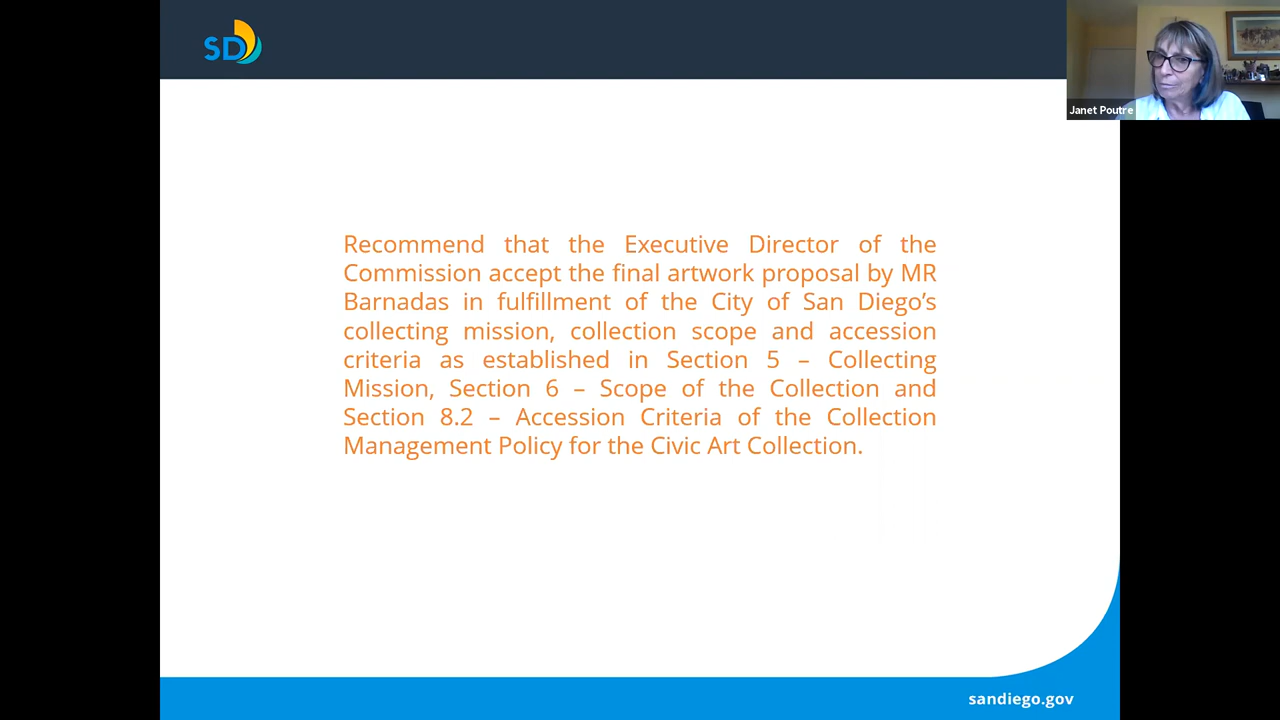 SD
Janet Poutre
Recommend that the Executive Director of the
Commission accept the final artwork proposal by MR
Barnadas in fulfillment of the City of San Diego’s
collecting mission, collection scope and accession
criteria as established in Section 5 – Collecting
Mission, Section 6 – Scope of the Collection and
Section 8.2 – Accession Criteria of the Collection
Management Policy for the Civic Art Collection.
sandiego.gov